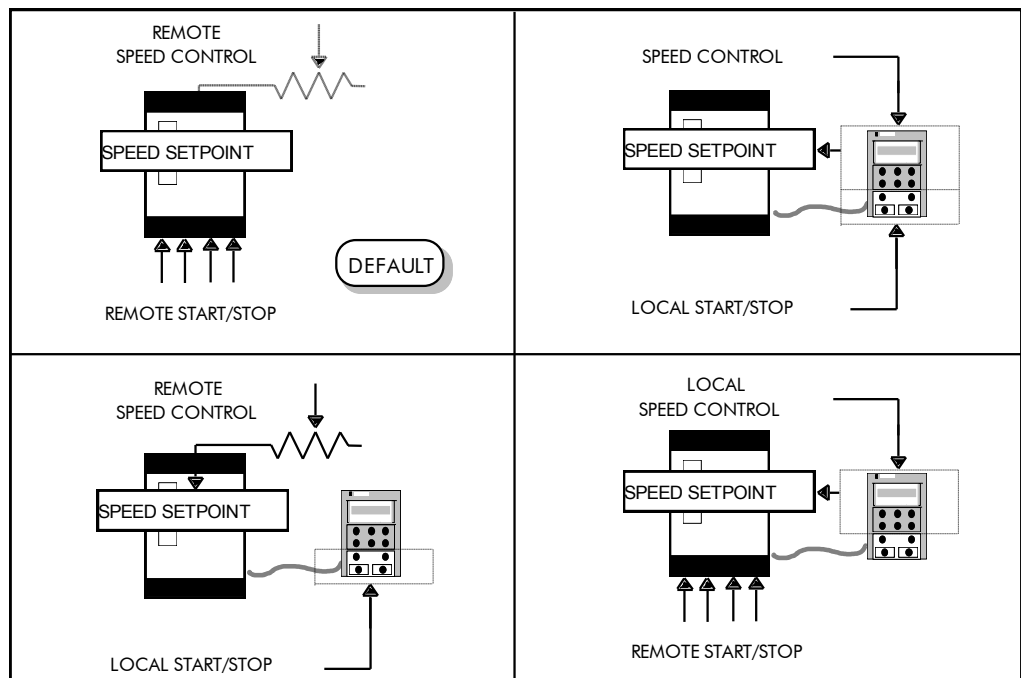 REMOTE
SPEED CONTROL
SPEED SETPOINT
DEFAULT
REMOTE START/STOP
SPEED CONTROL
SPEED SETPOINT
LOCAL START/STOP
REMOTE
SPEED CONTROL
SPEED SETPOINT
LOCAL START/STOP
LOCAL
SPEED CONTROL
SPEED SETPOINT
REMOTE START/STOP